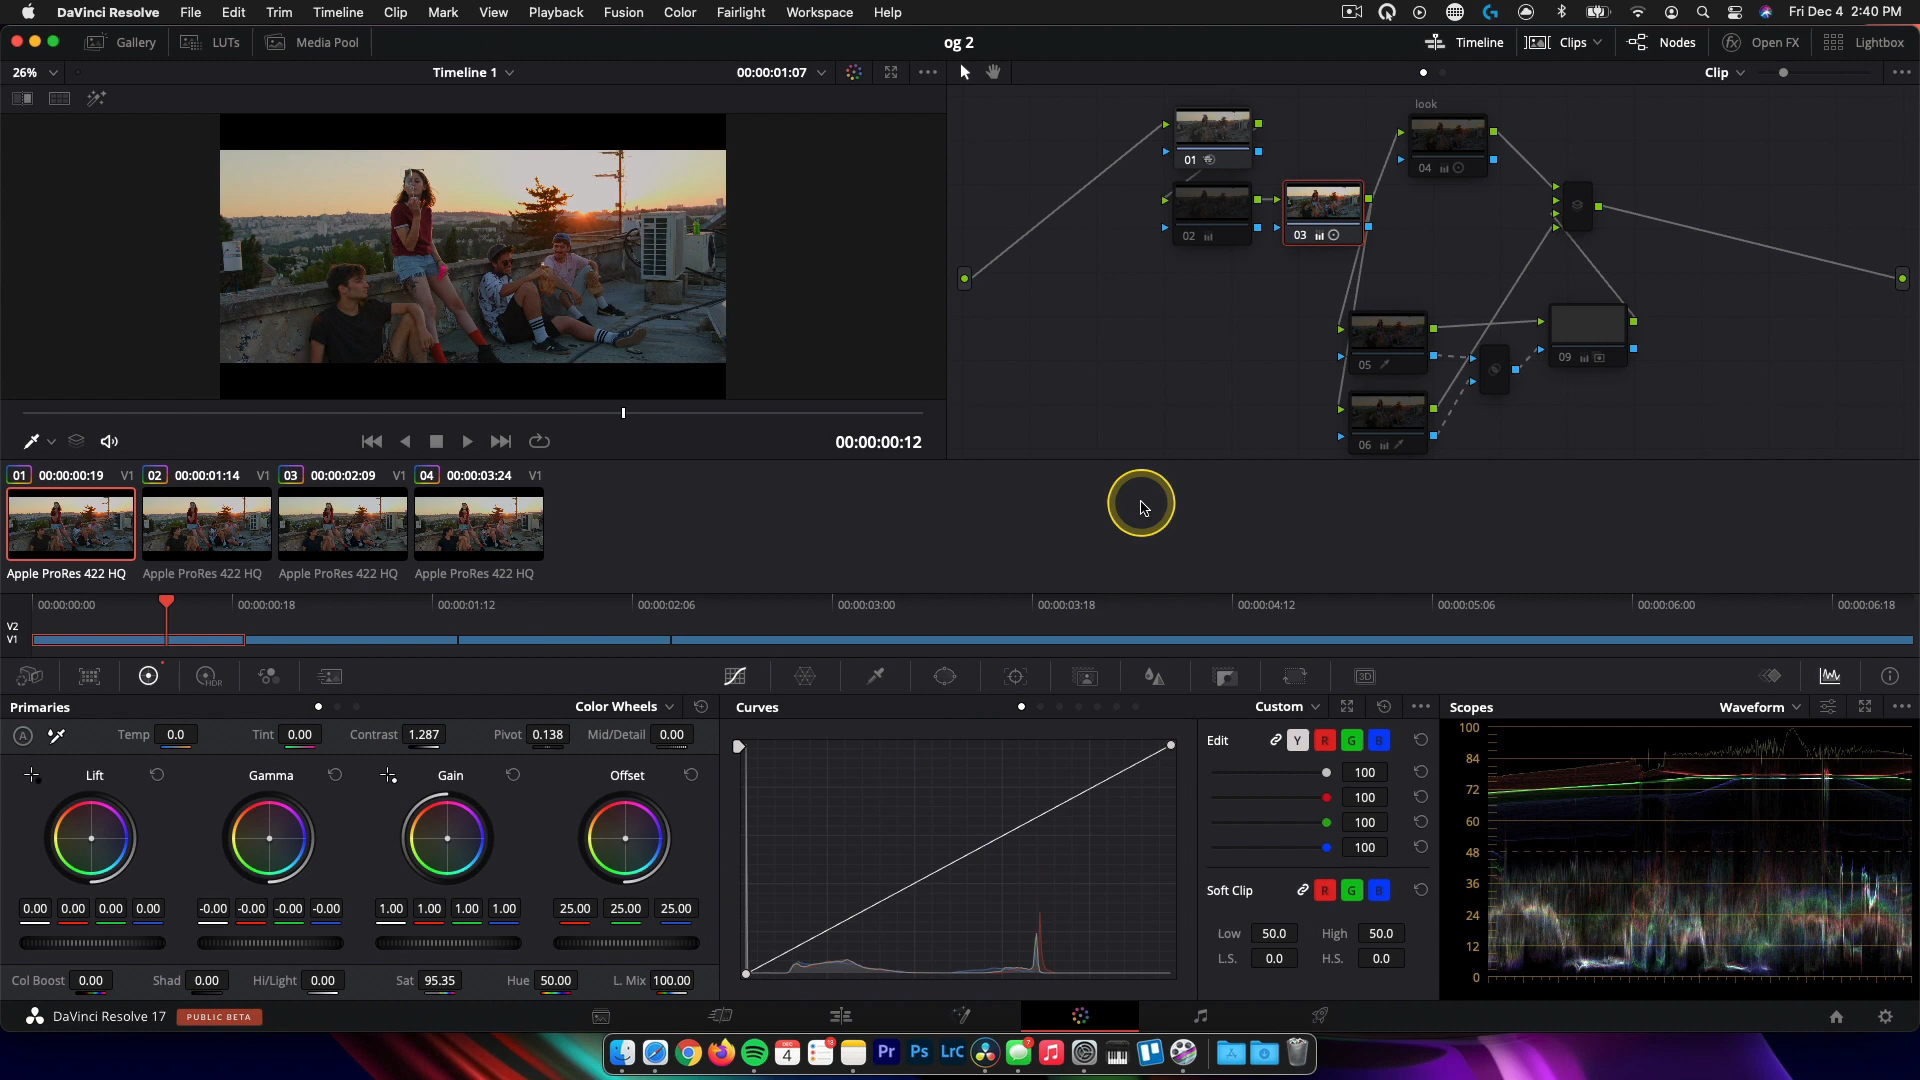 DaVinci Resolve File Edit Trim Timeline Clip Mark View Playback Fusion Color Fairlight Workspace Help Fri Dec 4 2:40 PM
Gallery LUTs Media Pool og 2 Timeline Clips Nodes Open FX Lightbox
26% Timeline 1 00:00:01:07 Clip
look
01
04
02
03
05
09
06
00:00:00:12
01 00:00:00:19 V1 02 00:00:01:14 V1 03 00:00:02:09 V1 04 00:00:03:24 V1
Apple ProRes 422 HQ Apple ProRes 422 HQ Apple ProRes 422 HQ Apple ProRes 422 HQ
00:00:00:00 00:00:00:18 00:00:01:12 00:00:02:06 00:00:03:00 00:00:03:18 00:00:04:12 00:00:05:06 00:00:06:00 00:00:06:18
V2
V1
HDR
3D
Primaries Color Wheels Curves Custom Scopes Waveform
A Temp 0.0 Tint 0.00 Contrast 1.287 Pivot 0.138 Mid/Detail 0.00
Lift Gamma Gain Offset
0.00 0.00 0.00 0.00 -0.00 -0.00 -0.00 -0.00 1.00 1.00 1.00 1.00 25.00 25.00 25.00
Col Boost 0.00 Shad 0.00 Hi/Light 0.00 Sat 95.35 Hue 50.00 L. Mix 100.00
Edit Y R G B
100
100
100
100
Soft Clip R G B
Low 50.0 High 50.0
L.S. 0.0 H.S. 0.0
100
84
72
60
48
36
24
12
0
DaVinci Resolve 17 PUBLIC BETA
DEC
4
Pr Ps LrC